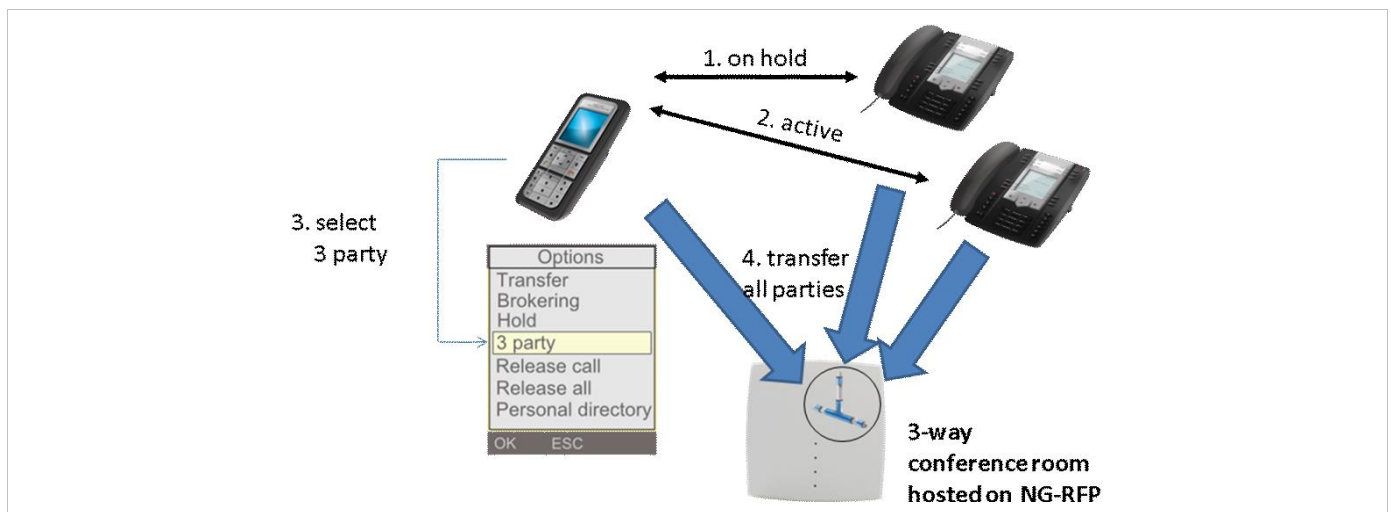 1. on hold
2. active
3. select
3 party
Options
Transfer
Brokering
Hold
3 party
Release call
Release all
Personal directory
OK ESC
4. transfer
all parties
3-way
conference room
hosted on NG-RFP